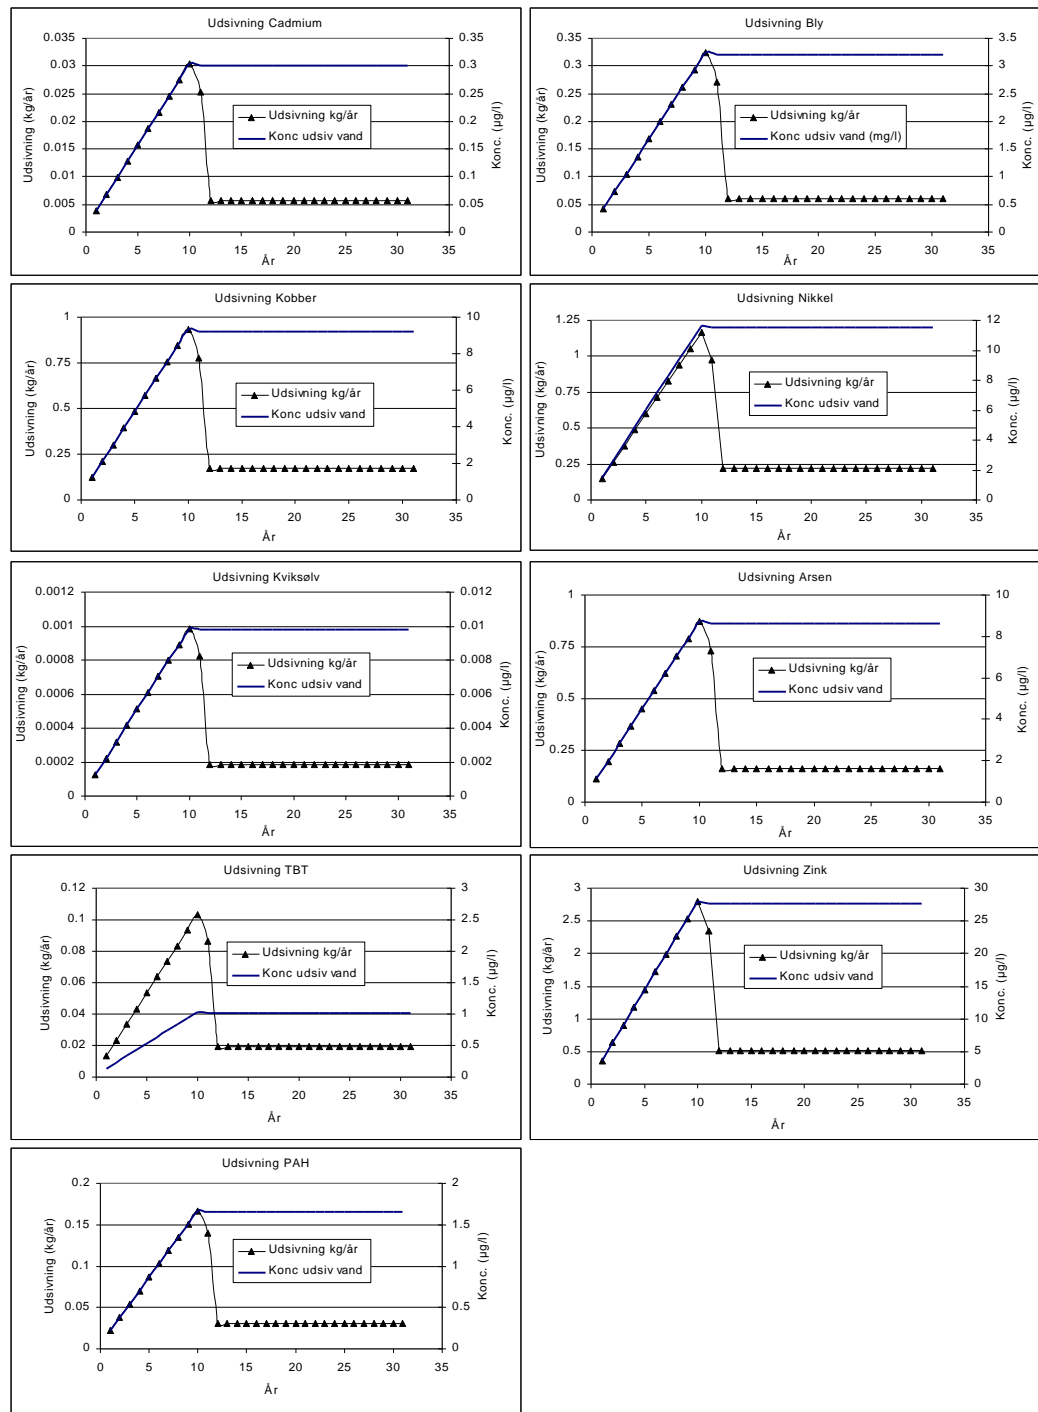 Udsivning Cadmium
0.035
0.03
0.025
0.02
0.015
0.01
0.005
0
Udsivning (kg/år)
0 5 10 15 20 25 30 35
År
0.35
0.3
0.25
0.2
0.15
0.1
0.05
0
Konc. (µg/l)
Udsivning kg/år
Konc udsiv vand
Udsivning Bly
0.35
0.3
0.25
0.2
0.15
0.1
0.05
0
Udsivning (kg/år)
0 5 10 15 20 25 30 35
År
3.5
3
2.5
2
1.5
1
0.5
0
Konc. (µg/l)
Udsivning kg/år
Konc udsiv vand (mg/l)
Udsivning Kobber
1
0.75
0.5
0.25
0
Udsivning (kg/år)
0 5 10 15 20 25 30 35
År
10
8
6
4
2
0
Konc. (µg/l)
Udsivning kg/år
Konc udsiv vand
Udsivning Nikkel
1.25
1
0.75
0.5
0.25
0
Udsivning (kg/år)
0 5 10 15 20 25 30 35
År
12
10
8
6
4
2
0
Konc. (µg/l)
Udsivning kg/år
Konc udsiv vand
Udsivning Kviksølv
0.0012
0.001
0.0008
0.0006
0.0004
0.0002
0
Udsivning (kg/år)
0 5 10 15 20 25 30 35
År
0.012
0.01
0.008
0.006
0.004
0.002
0
Konc. (µg/l)
Udsivning kg/år
Konc udsiv vand
Udsivning Arsen
1
0.75
0.5
0.25
0
Udsivning (kg/år)
0 5 10 15 20 25 30 35
År
10
8
6
4
2
0
Konc. (µg/l)
Udsivning kg/år
Konc udsiv vand
Udsivning TBT
0.12
0.1
0.08
0.06
0.04
0.02
0
Udsivning (kg/år)
0 5 10 15 20 25 30 35
År
3
2.5
2
1.5
1
0.5
0
Konc. (µg/l)
Udsivning kg/år
Konc udsiv vand
Udsivning Zink
3
2.5
2
1.5
1
0.5
0
Udsivning (kg/år)
0 5 10 15 20 25 30 35
År
30
20
10
5
0
Konc. (µg/l)
Udsivning kg/år
Konc udsiv vand
Udsivning PAH
0.2
0.15
0.1
0.05
0
Udsivning (kg/år)
0 5 10 15 20 25 30 35
År
2
1.5
1
0.5
0
Konc. (µg/l)
Udsivning kg/år
Konc udsiv vand